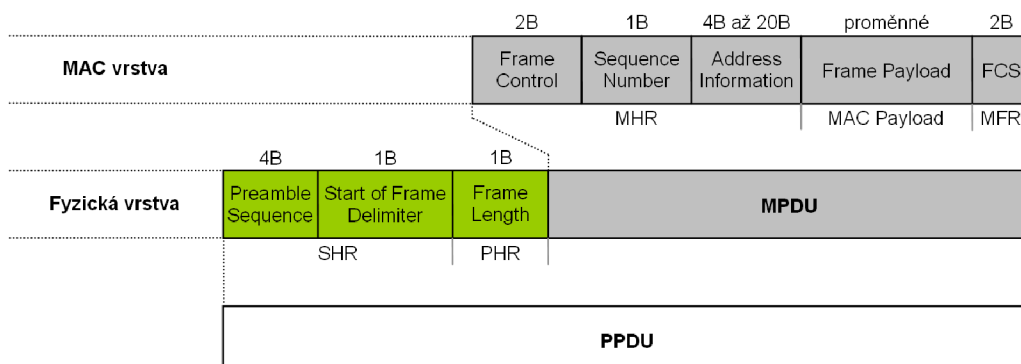 2B 1B 4B až 20B proměnné 2B
MAC vrstva
Frame Control
Sequence Number
Address Information
Frame Payload
FCS
MHR MAC Payload MFR
4B 1B 1B
Fyzická vrstva
Preamble Sequence
Start of Frame Delimiter
Frame Length
MPDU
SHR PHR
PPDU